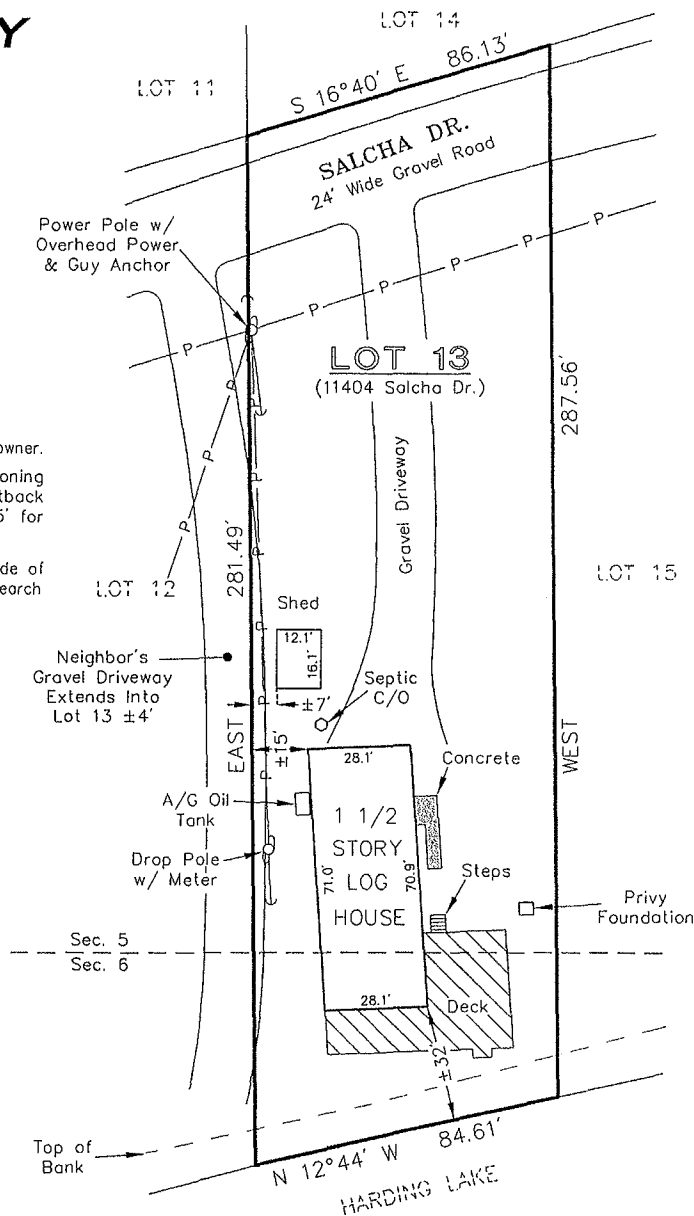 Y
LOT 14
LOT 11
S 16°40' E 86.13'
SALCHA DR.
24' Wide Gravel Road
Power Pole w/
Overhead Power
& Guy Anchor
P
P
P
P
P
P
P
P
P
P
P
P
P
P
LOT 13
(11404 Salcha Dr.)
287.56'
owner.
oning
tback
5' for
de of
earch
281.49'
Gravel Driveway
LOT 12
LOT 15
Shed
12.1'
16.1'
Neighbor's
Gravel Driveway
Extends Into
Lot 13 ±4'
Septic
C/O
±7'
EAST
±15'
WEST
28.1'
Concrete
A/G Oil
Tank
1 1/2
STORY
LOG
HOUSE
71.0'
70.9'
Drop Pole
w/ Meter
Steps
Privy
Foundation
Sec. 5
Sec. 6
28.1'
Deck
±32'
Top of
Bank
N 12°44' W 84.61'
HARDING LAKE